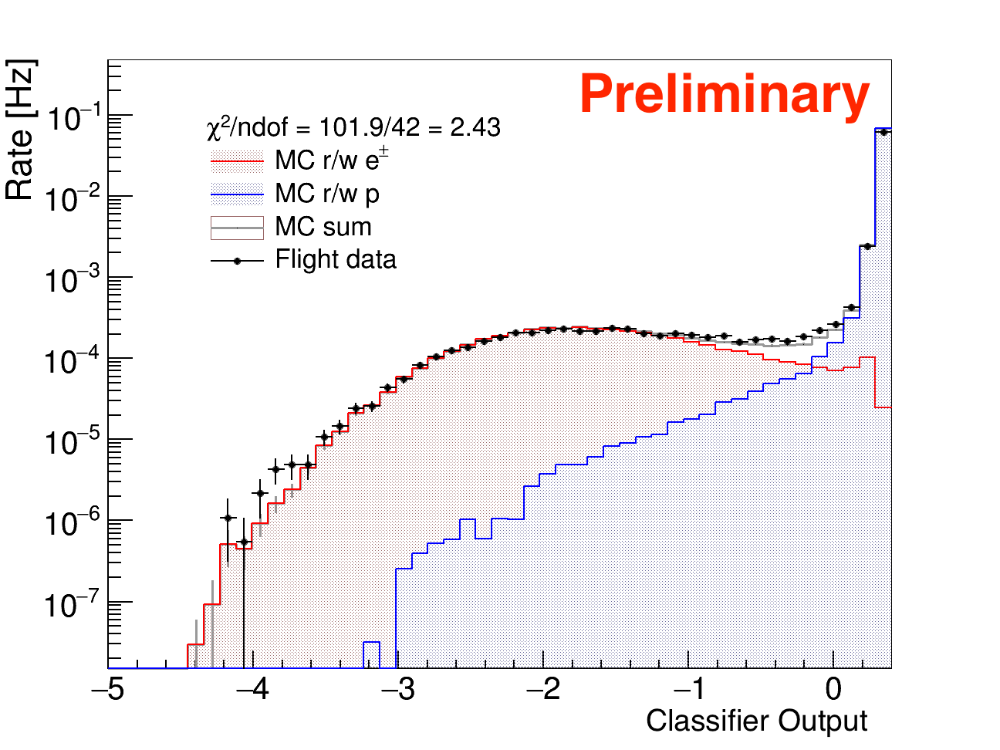 Preliminary
Rate [Hz]
χ²/ndof = 101.9/42 = 2.43
MC r/w e±
MC r/w p
MC sum
Flight data
10⁻¹
10⁻²
10⁻³
10⁻⁴
10⁻⁵
10⁻⁶
10⁻⁷
−5 −4 −3 −2 −1 0
Classifier Output